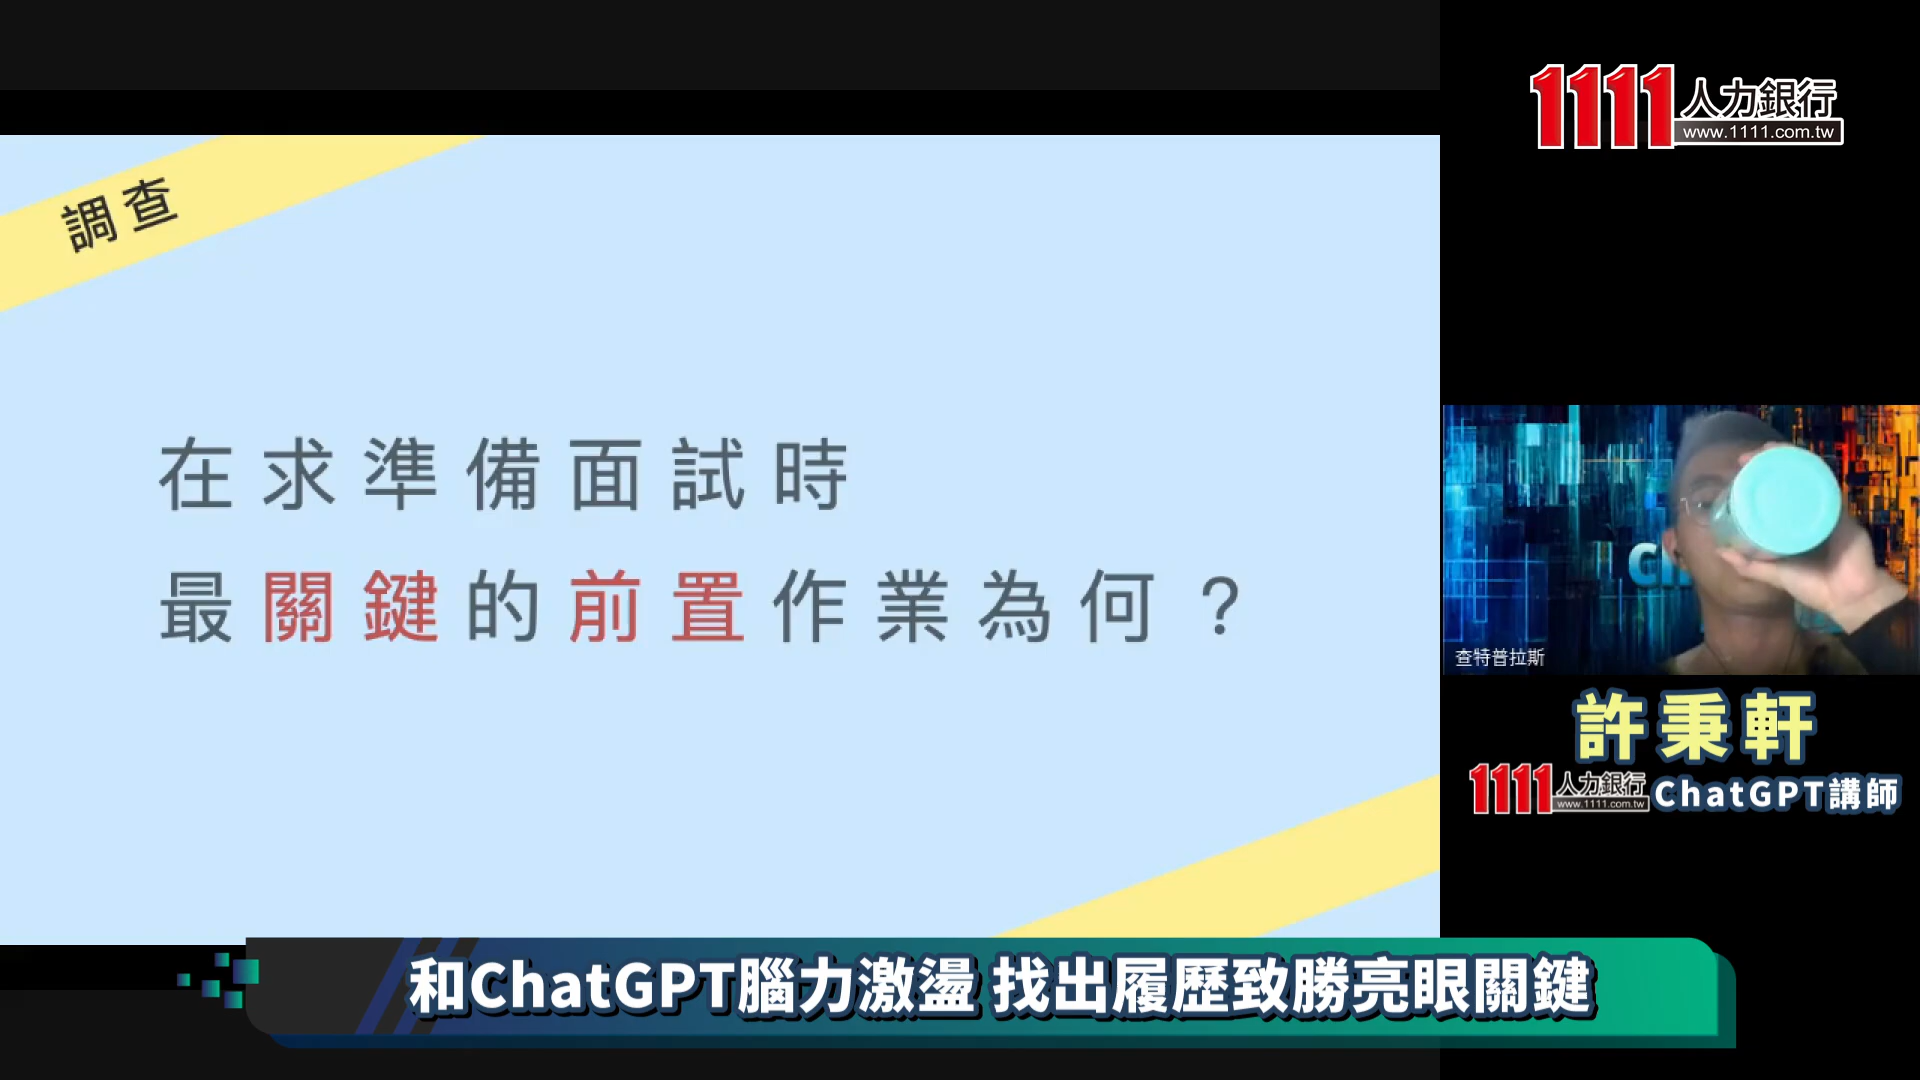 調查
在求準備面試時
最關鍵的前置作業為何？
1111人力銀行
www.1111.com.tw
查特普拉斯
許秉軒
1111人力銀行
www.1111.com.tw
ChatGPT講師
和ChatGPT腦力激盪 找出履歷致勝亮眼關鍵